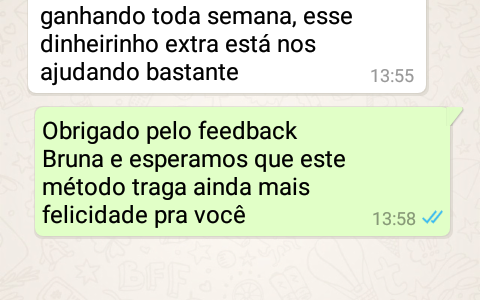 ganhando toda semana, esse
dinheirinho extra está nos
ajudando bastante
13:55
Obrigado pelo feedback
Bruna e esperamos que este
método traga ainda mais
felicidade pra você
13:58